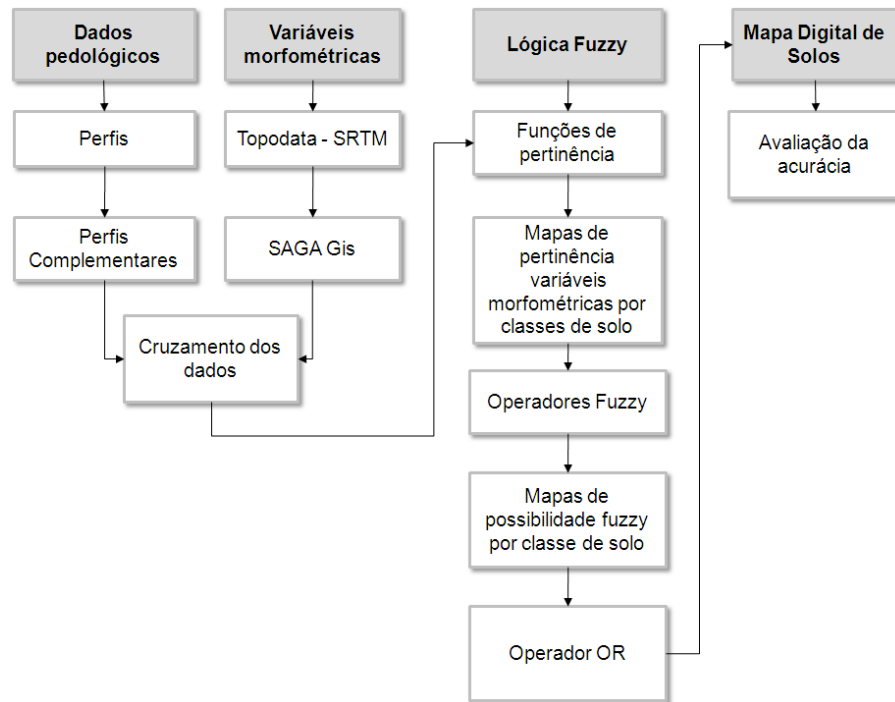 Dados
pedológicos
Variáveis
morfométricas
Lógica Fuzzy
Mapa Digital de
Solos
Perfis
Topodata - SRTM
Funções de
pertinência
Avaliação da
acurácia
Perfis
Complementares
SAGA Gis
Mapas de
pertinência
variáveis
morfométricas por
classes de solo
Cruzamento dos
dados
Operadores Fuzzy
Mapas de
possibilidade fuzzy
por classe de solo
Operador OR